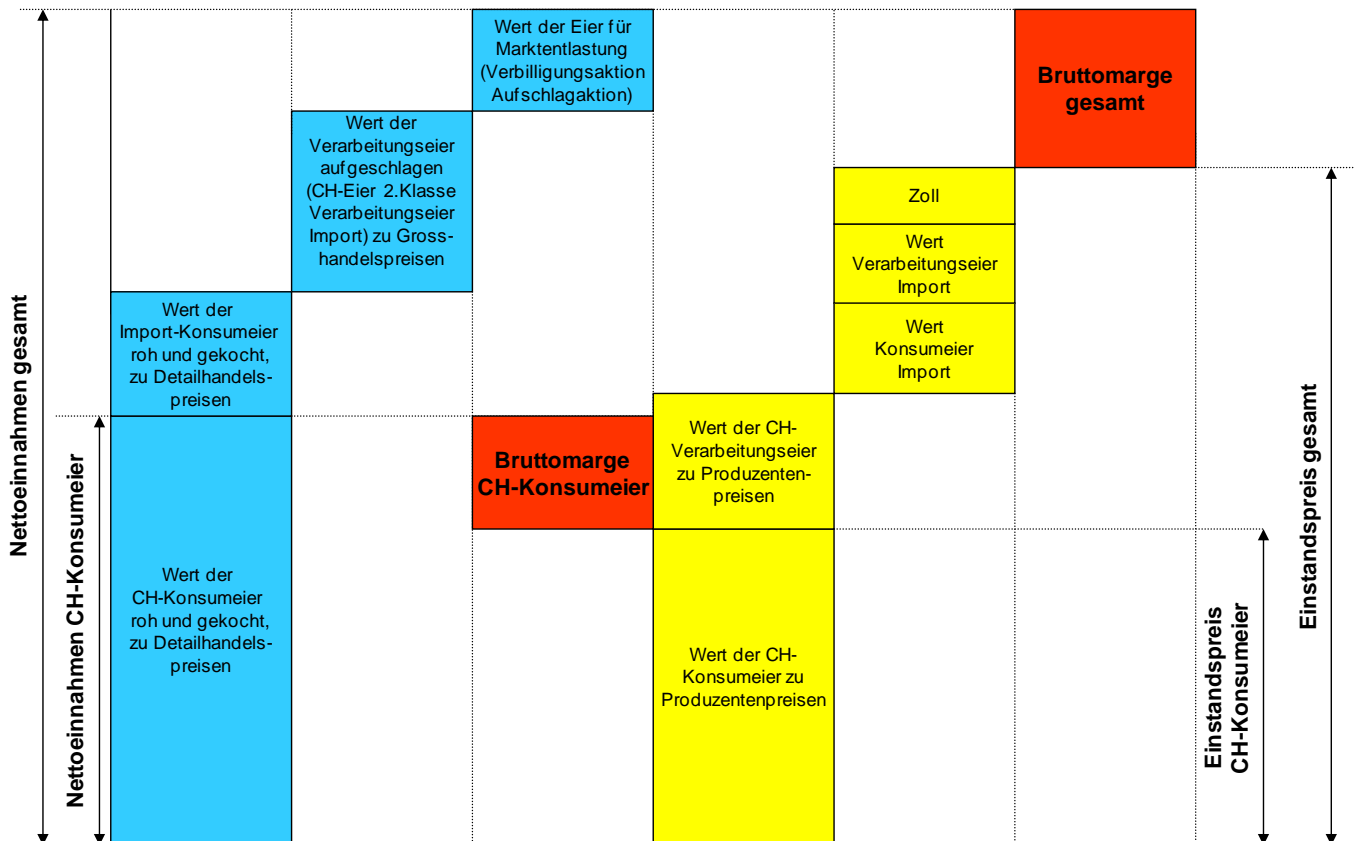 Nettoeinnahmen gesamt
Nettoeinnahmen CH-Konsumeier
Wert der
Import-Konsumeier
roh und gekocht,
zu Detailhandels-
preisen
Wert der
CH-Konsumeier
roh und gekocht,
zu Detailhandels-
preisen
Wert der
Verarbeitungseier
aufgeschlagen
(CH-Eier 2.Klasse
Verarbeitungseier
Import) zu Gross-
handelspreisen
Wert der Eier für
Marktentlastung
(Verbilligungsaktion
Aufschlagaktion)
Bruttomarge
CH-Konsumeier
Wert der CH-
Verarbeitungseier
zu Produzenten-
preisen
Wert der CH-
Konsumeier zu
Produzentenpreisen
Zoll
Wert
Verarbeitungseier
Import
Wert
Konsumeier
Import
Bruttomarge
gesamt
Einstandspreis
CH-Konsumeier
Einstandspreis gesamt